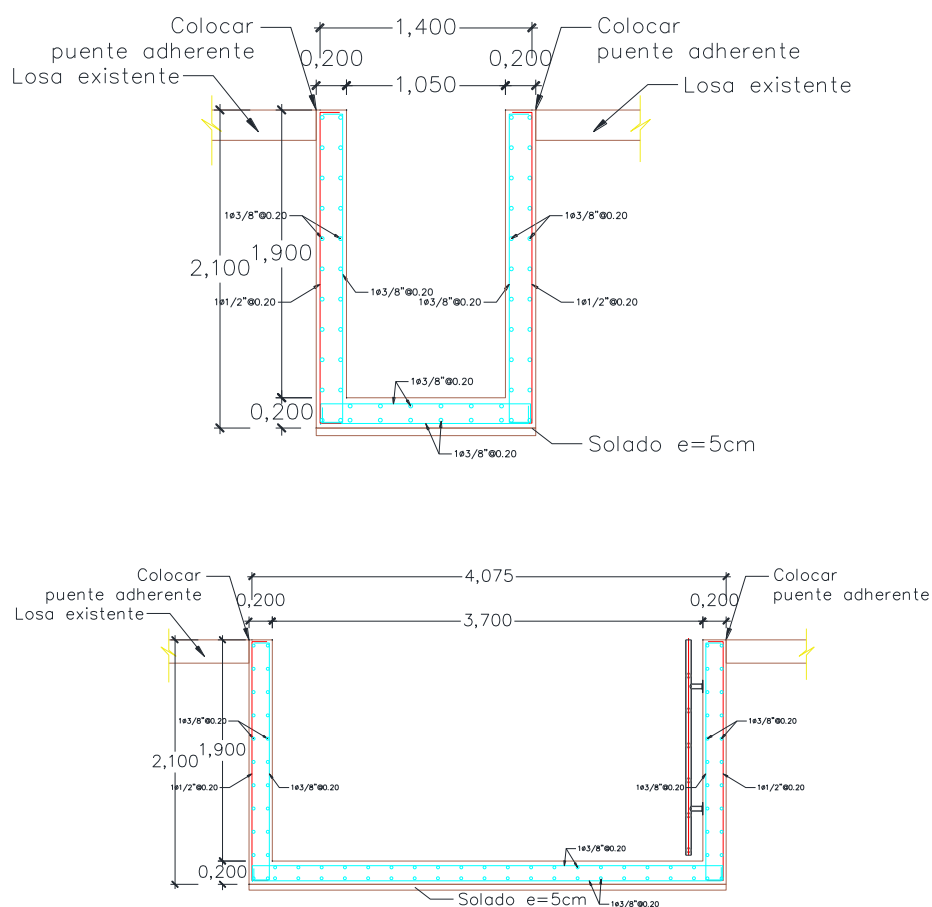 Colocar
puente adherente
Losa existente
1,400
0,200
0,200
1,050
Colocar
puente adherente
Losa existente
1ø3/8"@0.20
1ø3/8"@0.20
2,100
1,900
1ø1/2"@0.20
1ø3/8"@0.20
1ø3/8"@0.20
1ø1/2"@0.20
1ø3/8"@0.20
0,200
1ø3/8"@0.20
Solado e=5cm
Colocar
puente adherente
Losa existente
4,075
0,200
0,200
3,700
Colocar
puente adherente
1ø3/8"@0.20
1ø3/8"@0.20
2,100
1,900
1ø1/2"@0.20
1ø3/8"@0.20
1ø3/8"@0.20
1ø1/2"@0.20
1ø3/8"@0.20
0,200
Solado e=5cm
1ø3/8"@0.20